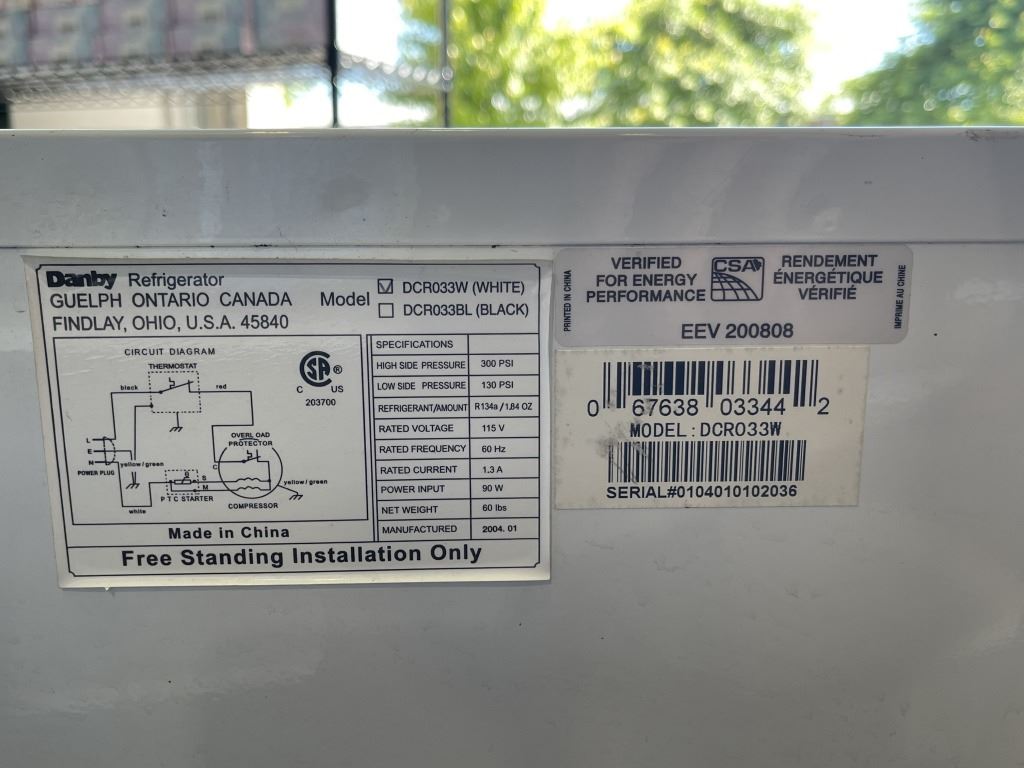 Danby Refrigerator
GUELPH ONTARIO CANADA
FINDLAY, OHIO, U.S.A. 45840
Model
DCR033W (WHITE)
DCR033BL (BLACK)
CIRCUIT DIAGRAM
THERMOSTAT
black
red
L
E
N
POWER PLUG
yellow/green
white
PTC STARTER
S
M
C
OVERLOAD
PROTECTOR
COMPRESSOR
yellow/green
SA ®
C US
203700
SPECIFICATIONS
HIGH SIDE PRESSURE 300 PSI
LOW SIDE PRESSURE 130 PSI
REFRIGERANT/AMOUNT R134a / 1.84 OZ
RATED VOLTAGE 115 V
RATED FREQUENCY 60 Hz
RATED CURRENT 1.3 A
POWER INPUT 90 W
NET WEIGHT 60 lbs
MANUFACTURED 2004. 01
Made in China
Free Standing Installation Only
PRINTED IN CHINA
VERIFIED
FOR ENERGY
PERFORMANCE
CSA
RENDEMENT
ÉNERGÉTIQUE
VÉRIFIÉ
IMPRIME AU CHINE
EEV 200808
0 67638 03344 2
MODEL : DCR033W
SERIAL#0104010102036